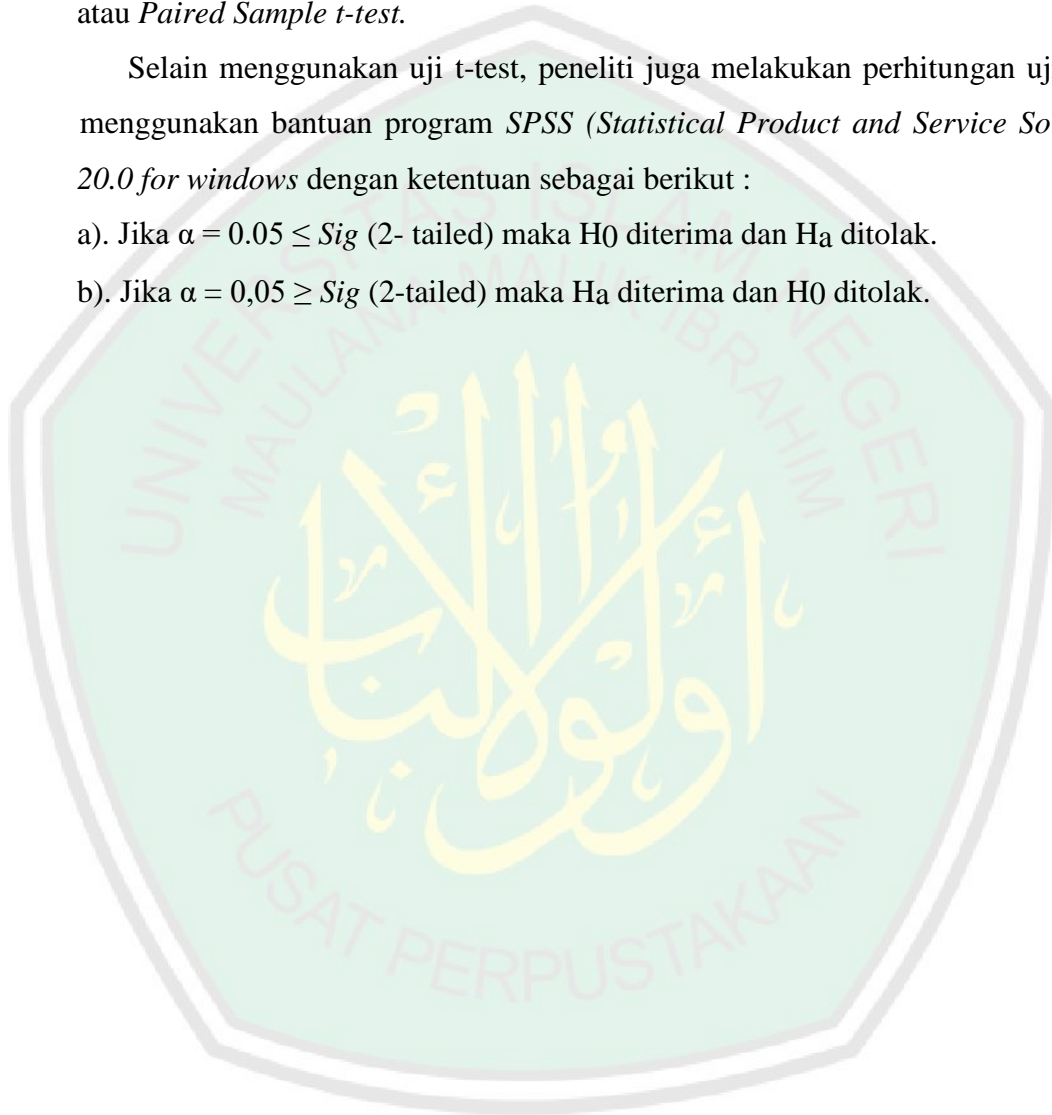 atau Paired Sample t-test.
Selain menggunakan uji t-test, peneliti juga melakukan perhitungan uj
menggunakan bantuan program SPSS (Statistical Product and Service So
20.0 for windows dengan ketentuan sebagai berikut :
a). Jika α = 0.05 ≤ Sig (2- tailed) maka H0 diterima dan Ha ditolak.
b). Jika α = 0,05 ≥ Sig (2-tailed) maka Ha diterima dan H0 ditolak.
UNIVERSITAS ISLAM NEGERI
MAULANA MALIK IBRAHIM
أولو الألباب
PUSAT PERPUSTAKAAN